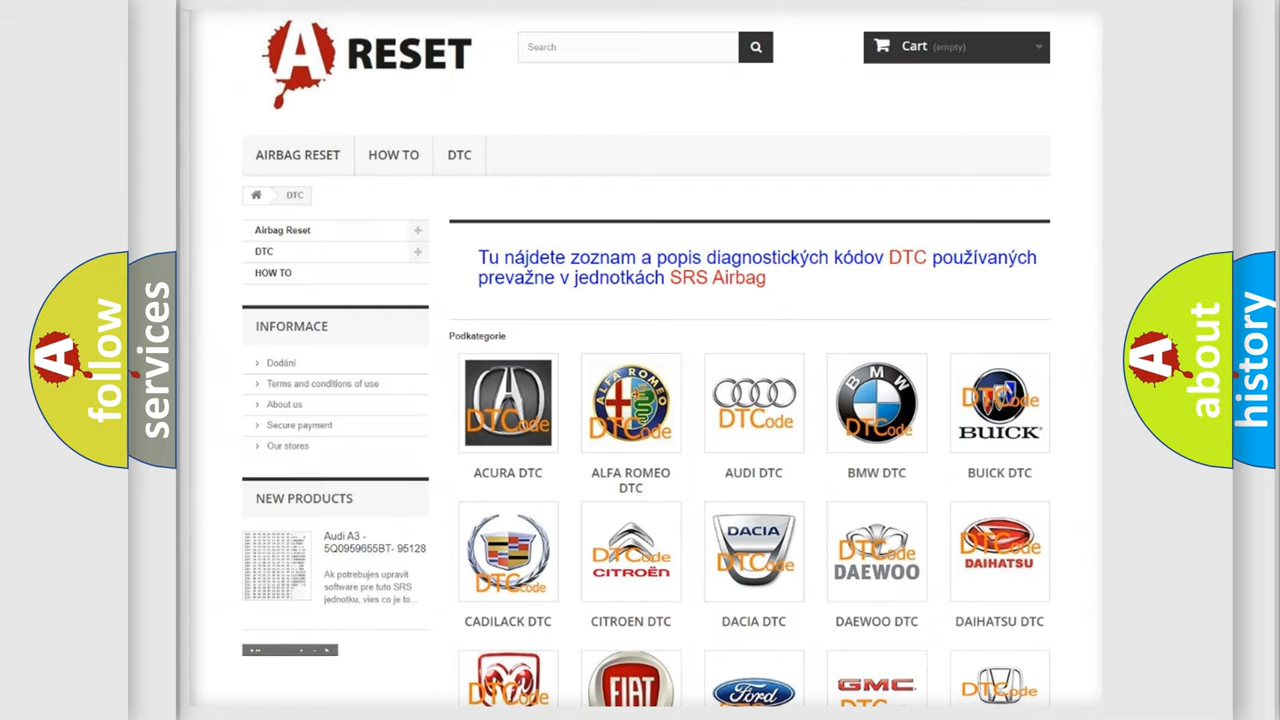 A RESET
Search
Cart (empty)
AIRBAG RESET
HOW TO
DTC
DTC
Airbag Reset
DTC
HOW TO
Tu nájdete zoznam a popis diagnostických kódov DTC používaných
prevažne v jednotkách SRS Airbag
INFORMACE
Dodání
Terms and conditions of use
About us
Secure payment
Our stores
Podkategorie
DTCode
ALFA ROMEO
DTCode
DTCode
BMW
DTCode
DTCode
BUICK
ACURA DTC
ALFA ROMEO
DTC
AUDI DTC
BMW DTC
BUICK DTC
NEW PRODUCTS
Audi A3 -
5Q0959655BT- 95128
Ak potrebujes upravit
software pre tuto SRS
jednotku, vies co je to...
DTCode
DTCode
CITROËN
DACIA
DTCode
DTCode
DAEWOO
DTCode
DAIHATSU
CADILACK DTC
CITROEN DTC
DACIA DTC
DAEWOO DTC
DAIHATSU DTC
DTCode
FIAT
Ford
GMC
DTCode
A
follow
services
A
about
history